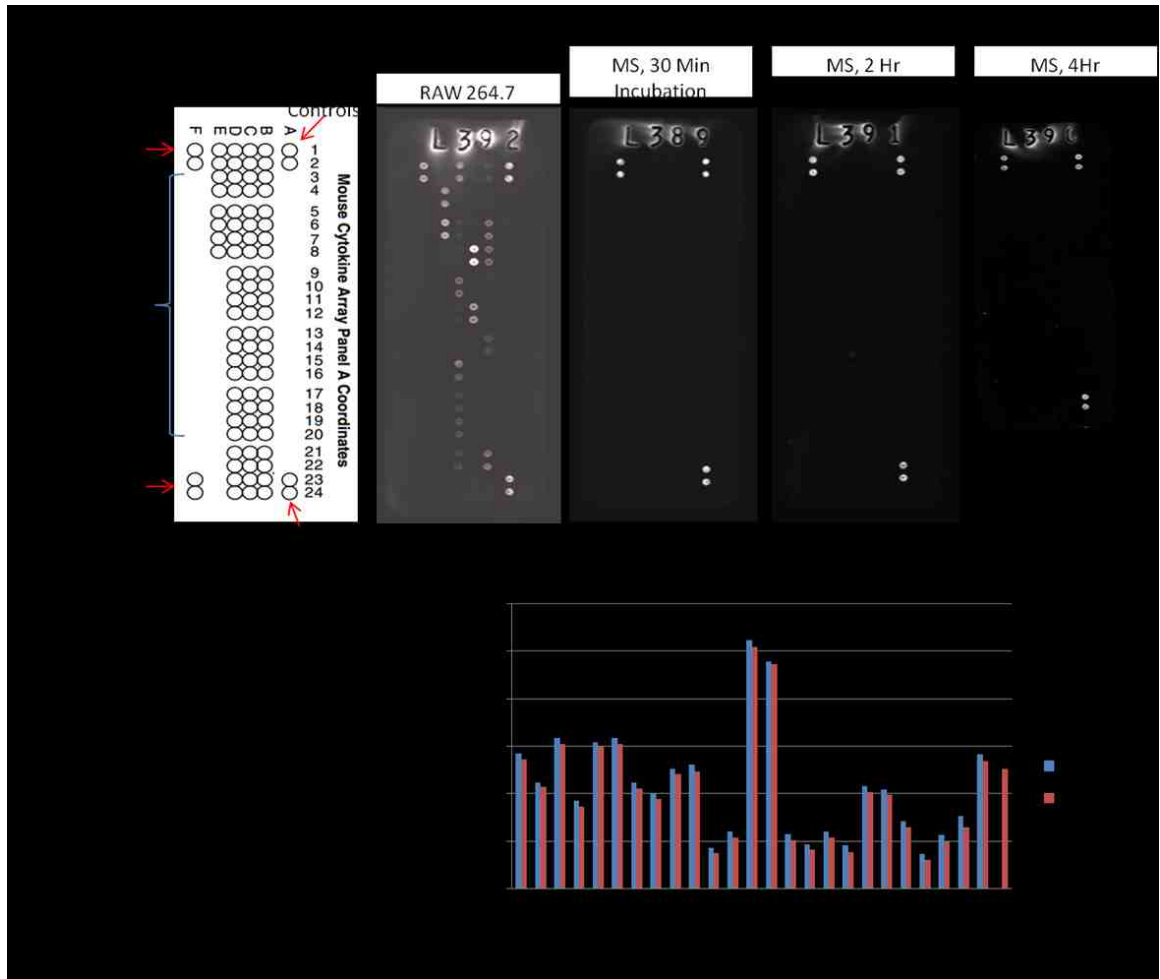 MS, 30 Min
Incubation
MS, 2 Hr
MS, 4Hr
RAW 264.7
Controls
F E D C B A
1
2
3
4
5
6
7
8
9
10
11
12
13
14
15
16
17
18
19
20
21
22
23
24
Mouse Cytokine Array Panel A Coordinates
L392
L389
L391